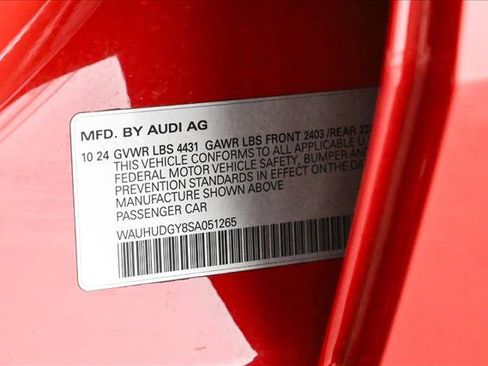 MFD. BY AUDI AG
10 24 GVWR LBS 4431 GAWR LBS FRONT 2403 /REAR
THIS VEHICLE CONFORMS TO ALL APPLICABLE
FEDERAL MOTOR VEHICLE SAFETY, BUMPER AND
PREVENTION STANDARDS IN EFFECT ON THE
MANUFACTURE SHOWN ABOVE
PASSENGER CAR
WAUHUDGY8SA051265